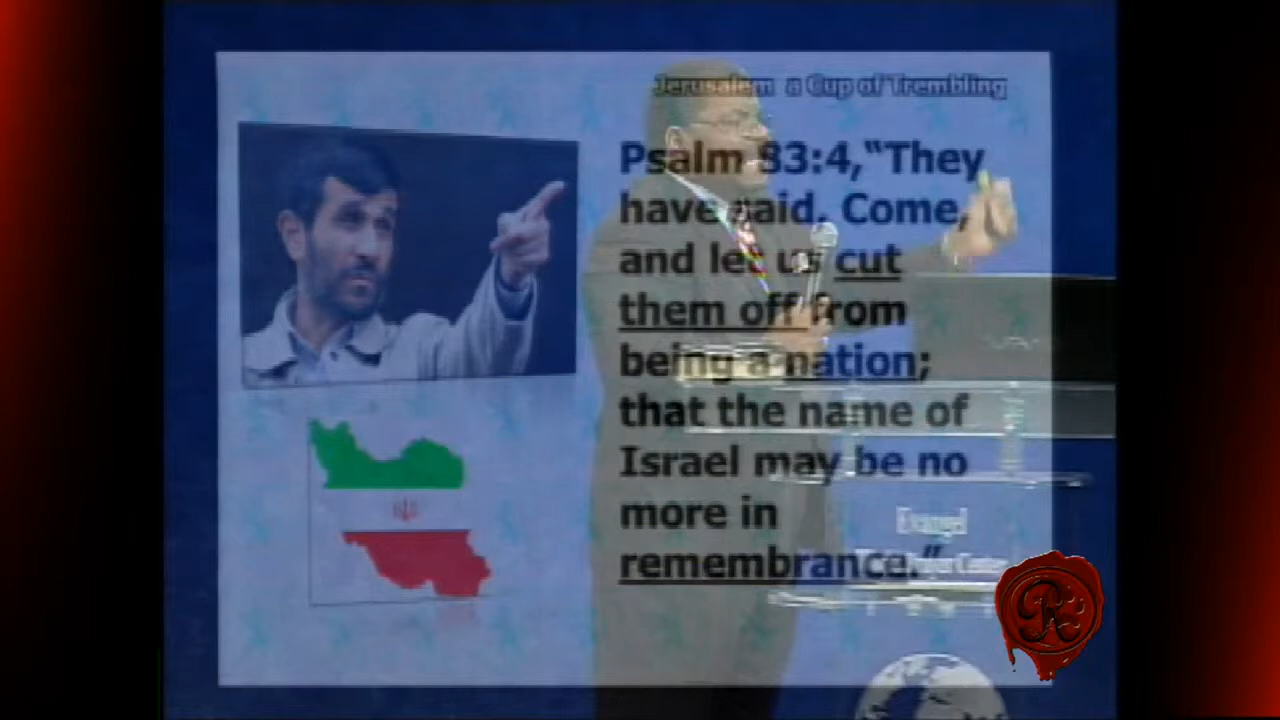 Jerusalem a Cup of Trembling
Psalm 83:4,“They
have said, Come,
and let us cut
them off from
being a nation;
that the name of
Israel may be no
more in
remembrance.”
Evangel
R